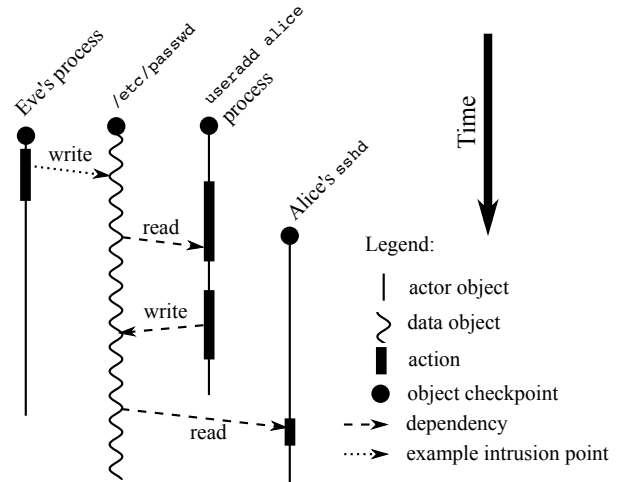 Eve's process
/etc/passwd
useradd alice
process
Alice's sshd
Time
write
read
write
read
Legend:
actor object
data object
action
object checkpoint
dependency
example intrusion point